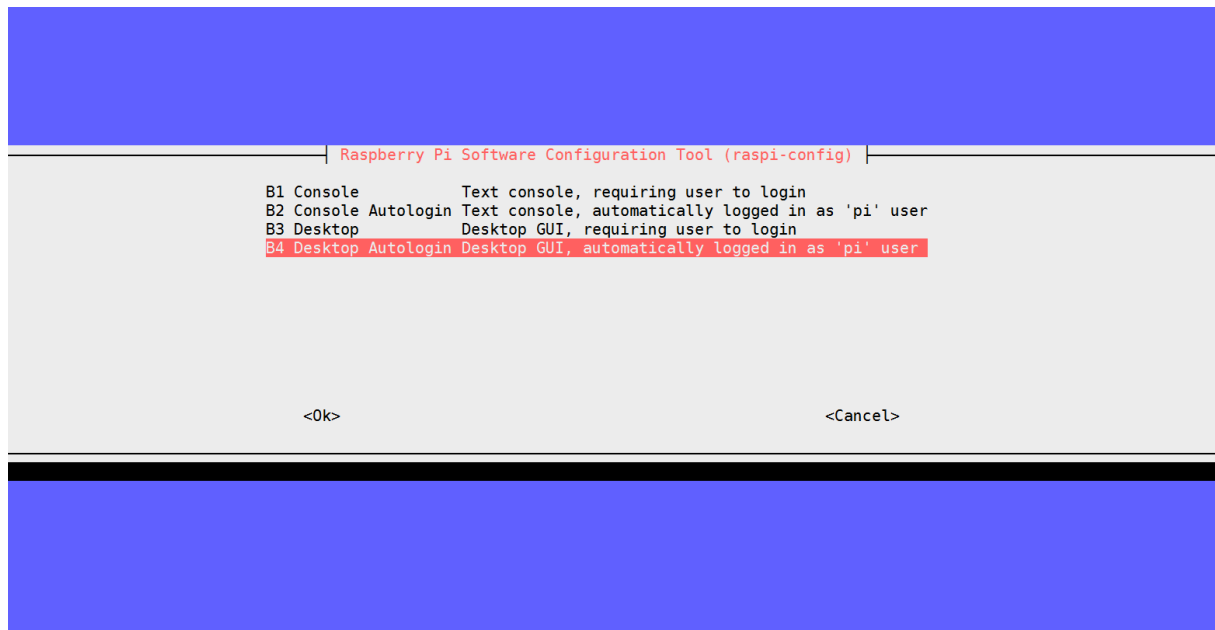 Raspberry Pi Software Configuration Tool (raspi-config)
B1 Console Text console, requiring user to login
B2 Console Autologin Text console, automatically logged in as 'pi' user
B3 Desktop Desktop GUI, requiring user to login
B4 Desktop Autologin Desktop GUI, automatically logged in as 'pi' user
<Ok> <Cancel>